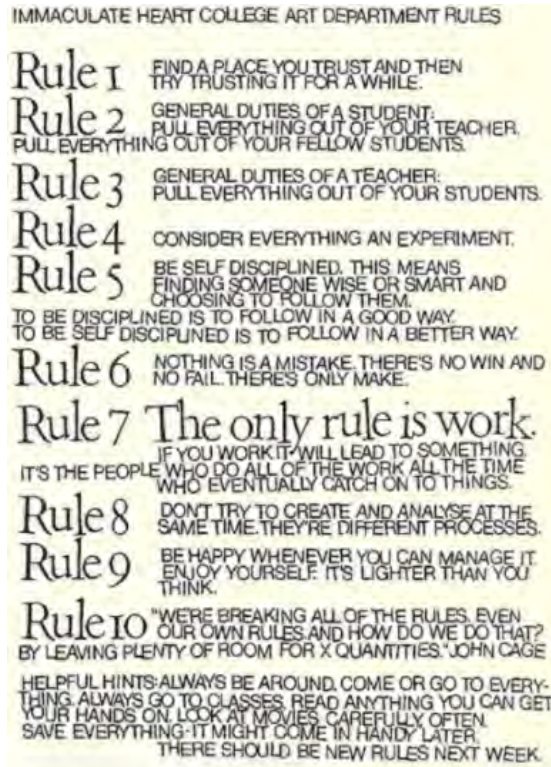 IMMACULATE HEART COLLEGE ART DEPARTMENT RULES
Rule 1 FIND A PLACE YOU TRUST AND THEN
TRY TRUSTING IT FOR A WHILE.
Rule 2 GENERAL DUTIES OF A STUDENT:
PULL EVERYTHING OUT OF YOUR TEACHER.
PULL EVERYTHING OUT OF YOUR FELLOW STUDENTS.
Rule 3 GENERAL DUTIES OF A TEACHER:
PULL EVERYTHING OUT OF YOUR STUDENTS.
Rule 4 CONSIDER EVERYTHING AN EXPERIMENT.
Rule 5 BE SELF DISCIPLINED. THIS MEANS
FINDING SOMEONE WISE OR SMART AND
CHOOSING TO FOLLOW THEM.
TO BE DISCIPLINED IS TO FOLLOW IN A GOOD WAY.
TO BE SELF DISCIPLINED IS TO FOLLOW IN A BETTER WAY.
Rule 6 NOTHING IS A MISTAKE. THERE'S NO WIN AND
NO FAIL. THERE'S ONLY MAKE.
Rule 7 The only rule is work.
IF YOU WORK IT WILL LEAD TO SOMETHING.
IT'S THE PEOPLE WHO DO ALL OF THE WORK ALL THE TIME
WHO EVENTUALLY CATCH ON TO THINGS.
Rule 8 DON'T TRY TO CREATE AND ANALYSE AT THE
SAME TIME. THEY'RE DIFFERENT PROCESSES.
Rule 9 BE HAPPY WHENEVER YOU CAN MANAGE IT.
ENJOY YOURSELF. IT'S LIGHTER THAN YOU
THINK.
Rule 10 "WE'RE BREAKING ALL OF THE RULES. EVEN
OUR OWN RULES. AND HOW DO WE DO THAT?
BY LEAVING PLENTY OF ROOM FOR X QUANTITIES." JOHN CAGE
HELPFUL HINTS: ALWAYS BE AROUND. COME OR GO TO EVERY-
THING. ALWAYS GO TO CLASSES. READ ANYTHING YOU CAN GET
YOUR HANDS ON. LOOK AT MOVIES CAREFULLY, OFTEN.
SAVE EVERYTHING-IT MIGHT COME IN HANDY LATER.
THERE SHOULD BE NEW RULES NEXT WEEK.